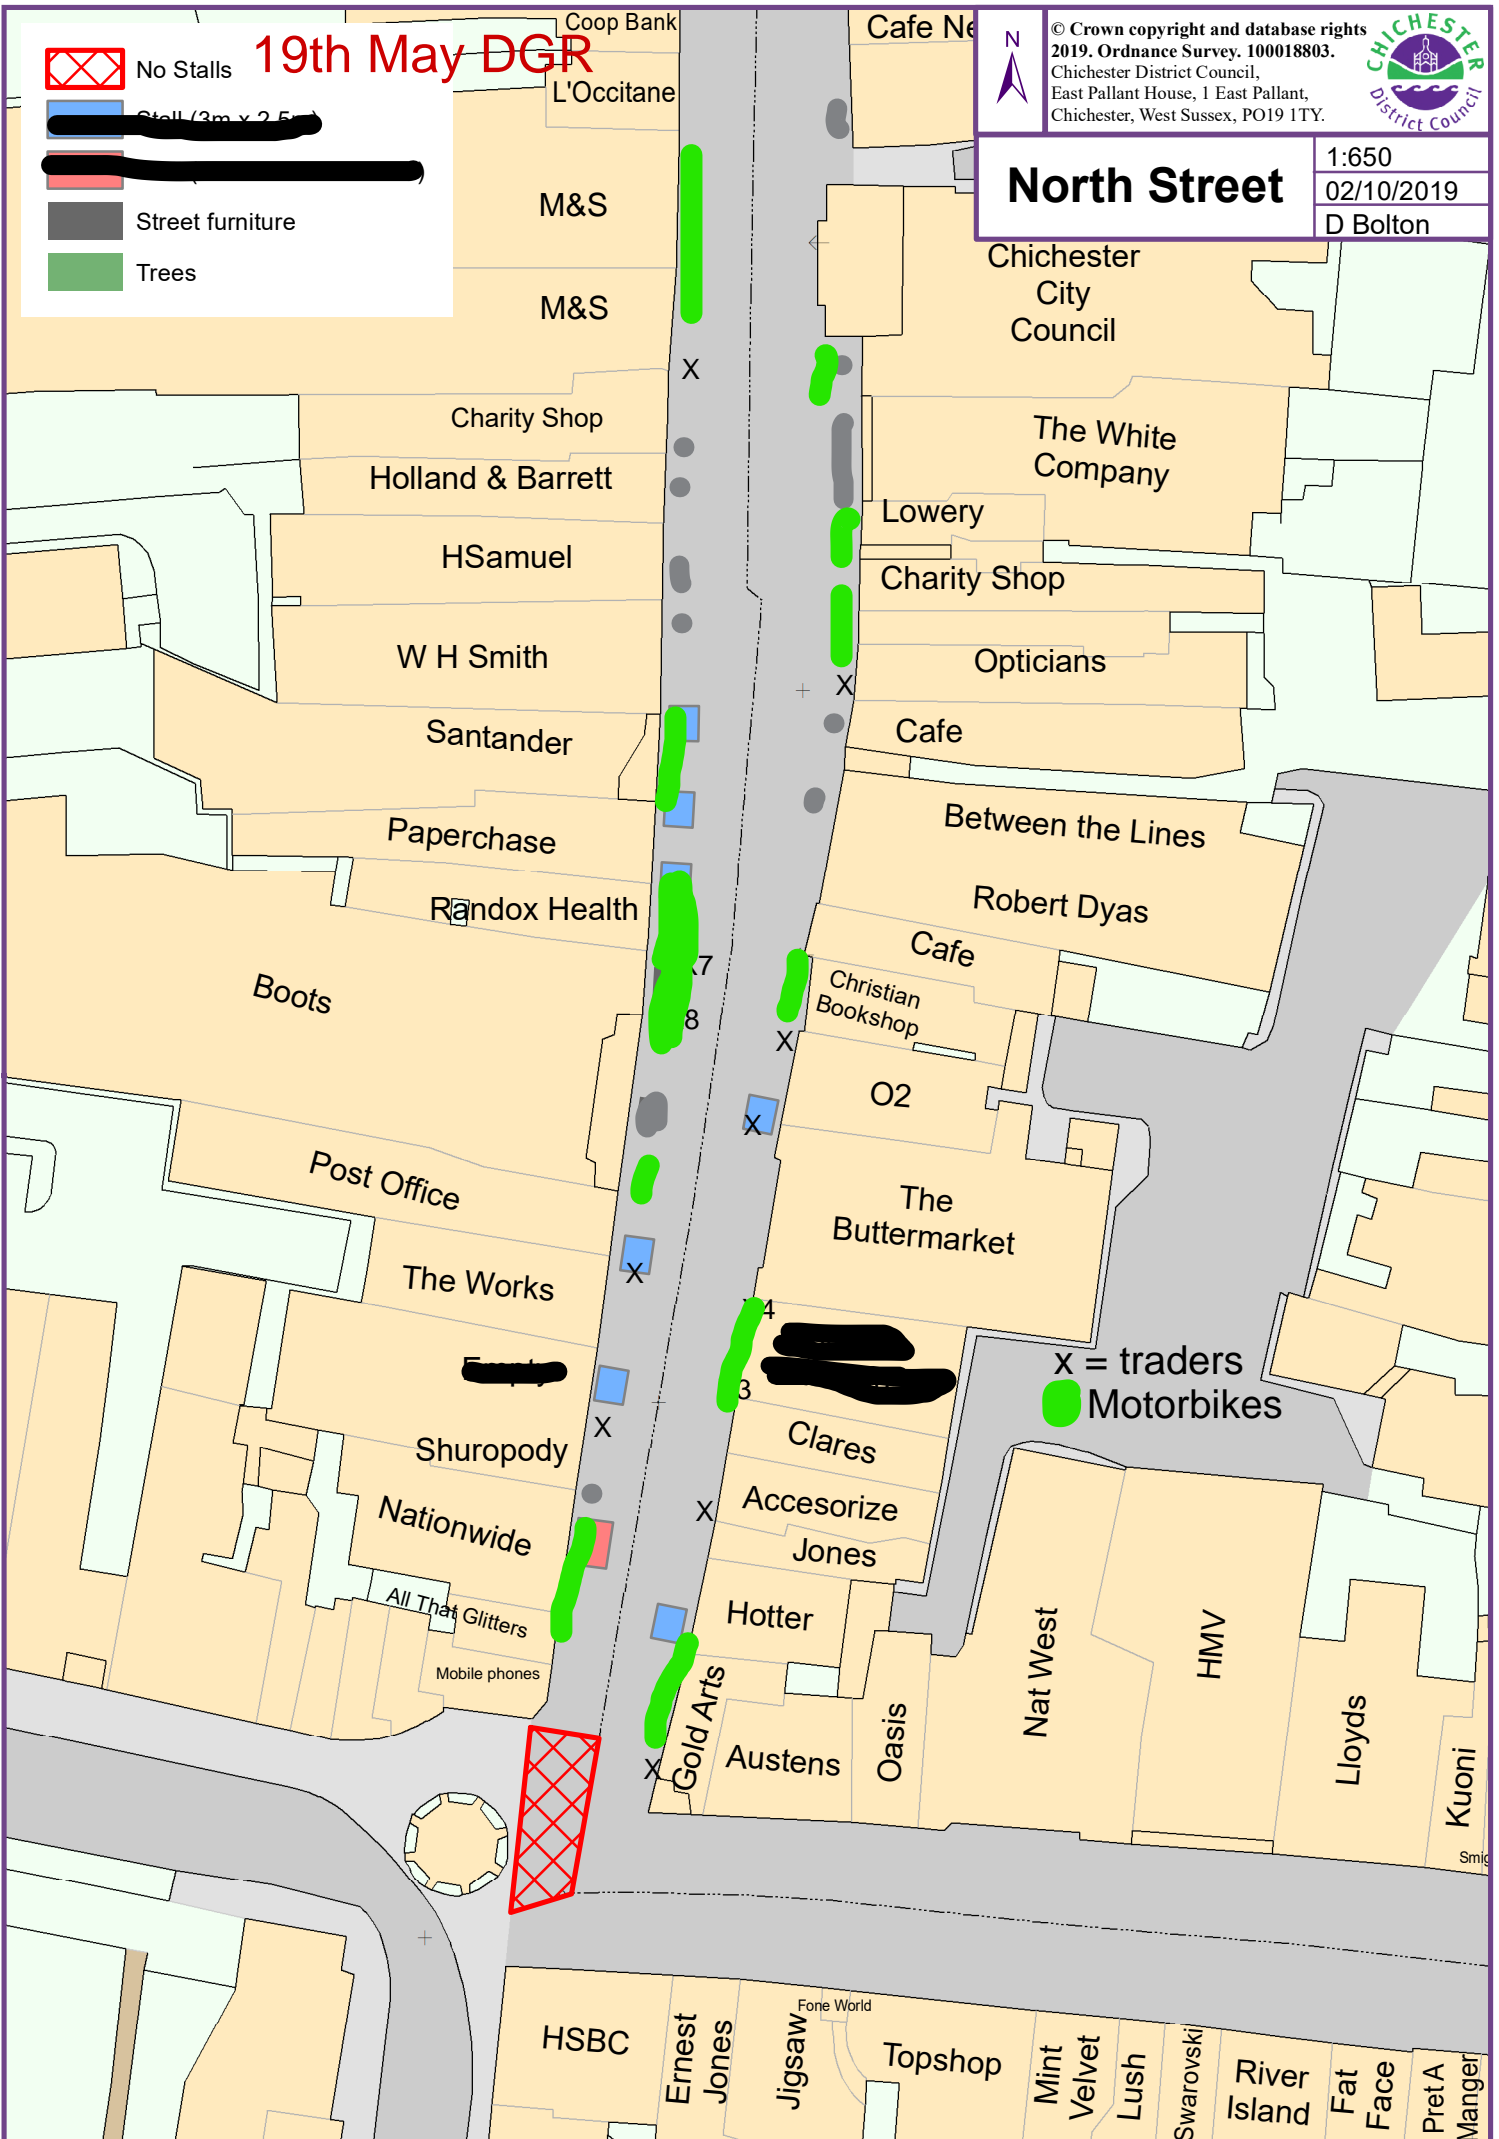 19th May DGR
No Stalls
Street furniture
Trees
© Crown copyright and database rights
2019. Ordnance Survey. 100018803.
Chichester District Council,
East Pallant House, 1 East Pallant,
Chichester, West Sussex, PO19 1TY.
CHICHESTER
District Council
N
North Street
1:650
02/10/2019
D Bolton
Coop Bank
Cafe Ne
L'Occitane
M&S
M&S
Chichester
City
Council
X
Charity Shop
The White
Company
Holland & Barrett
Lowery
HSamuel
Charity Shop
W H Smith
Opticians
X
Santander
Cafe
Paperchase
Between the Lines
Randox Health
Robert Dyas
Cafe
7
Boots
Christian
Bookshop
8
X
O2
X
Post Office
The
Buttermarket
The Works
X
4
x = traders
Motorbikes
3
X
Clares
Shuropody
X
Accesorize
Nationwide
Jones
All That Glitters
Hotter
Mobile phones
Nat West
HMV
Gold Arts
Oasis
Lloyds
X
Austens
Kuoni
Smig
HSBC
Ernest
Jones
Jigsaw
Fone World
Topshop
Mint
Velvet
Lush
Swarovski
River
Island
Fat
Face
Pret A
Manger